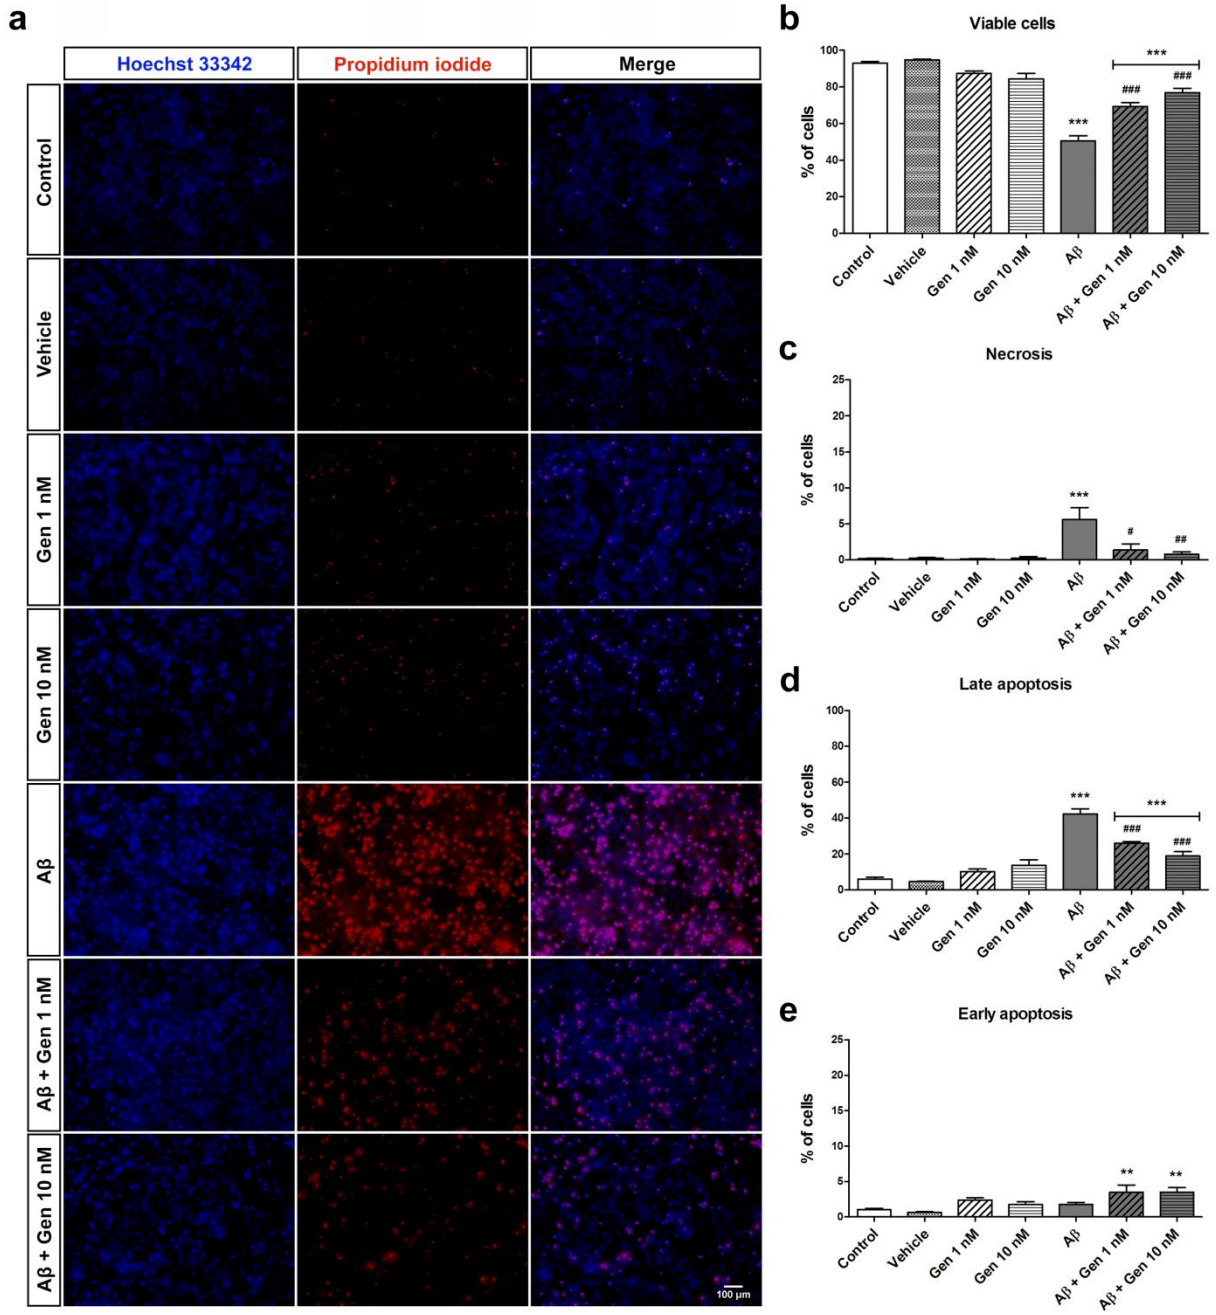 a
Hoechst 33342
Propidium iodide
Merge
Control
Vehicle
Gen 1 nM
Gen 10 nM
Aβ
Aβ + Gen 1 nM
Aβ + Gen 10 nM
100 µm
b
Viable cells
% of cells
100
80
60
40
20
0
***
###
###
***
Control
Vehicle
Gen 1 nM
Gen 10 nM
Aβ
Aβ + Gen 1 nM
Aβ + Gen 10 nM
c
Necrosis
% of cells
25
20
15
10
5
0
***
#
##
Control
Vehicle
Gen 1 nM
Gen 10 nM
Aβ
Aβ + Gen 1 nM
Aβ + Gen 10 nM
d
Late apoptosis
% of cells
100
80
60
40
20
0
***
***
###
###
Control
Vehicle
Gen 1 nM
Gen 10 nM
Aβ
Aβ + Gen 1 nM
Aβ + Gen 10 nM
e
Early apoptosis
% of cells
25
20
15
10
5
0
**
**
Control
Vehicle
Gen 1 nM
Gen 10 nM
Aβ
Aβ + Gen 1 nM
Aβ + Gen 10 nM